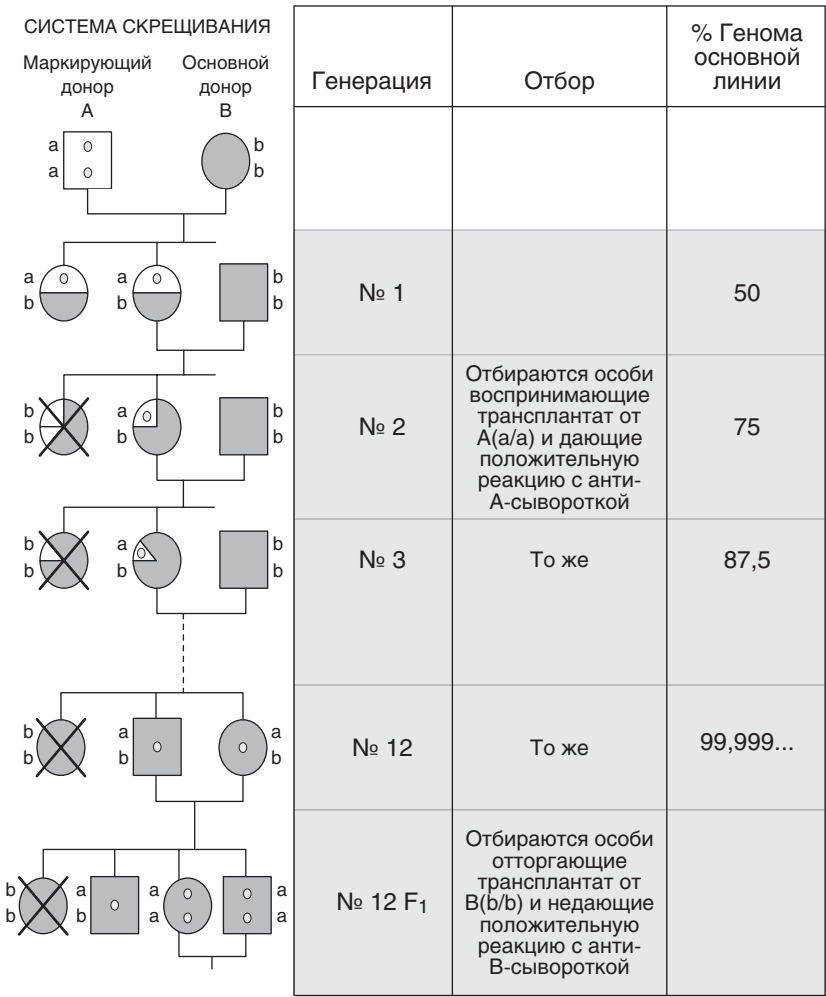 СИСТЕМА СКРЕЩИВАНИЯ
Маркирующий
донор
A
Основной
донор
B
Генерация
Отбор
% Генома
основной
линии
a
a
b
b
a
b
a
b
b
b
№ 1
50
b
b
a
b
b
b
№ 2
Отбираются особи
воспринимающие
трансплантат от
A(a/a) и дающие
положительную
реакцию с анти-
А-сывороткой
75
b
b
a
b
b
b
№ 3
То же
87,5
b
b
a
b
a
b
№ 12
То же
99,999...
b
b
a
b
a
a
a
a
№ 12 F1
Отбираются особи
отторгающие
трансплантат от
B(b/b) и недающие
положительную
реакцию с анти-
В-сывороткой